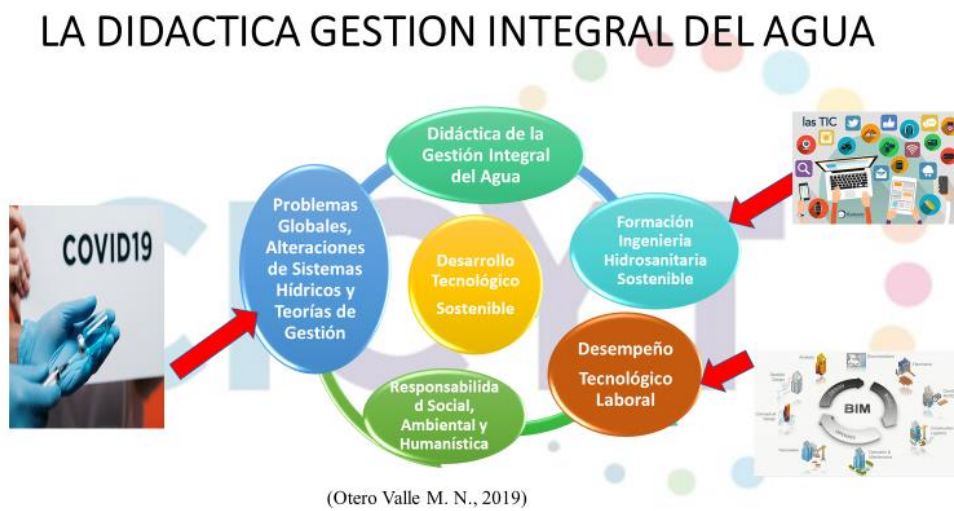 LA DIDACTICA GESTION INTEGRAL DEL AGUA
Didáctica de la
Gestión Integral
del Agua
las TIC
Problemas
Globales,
Alteraciones
de Sistemas
Hídricos y
Teorías de
Gestión
COVID19
Formación
Ingenieria
Hidrosanitaria
Sostenible
Desarrollo
Tecnológico
Sostenible
Desempeño
Tecnológico
Laboral
BIM
Responsabilida
d Social,
Ambiental y
Humanística
CICYT
(Otero Valle M. N., 2019)